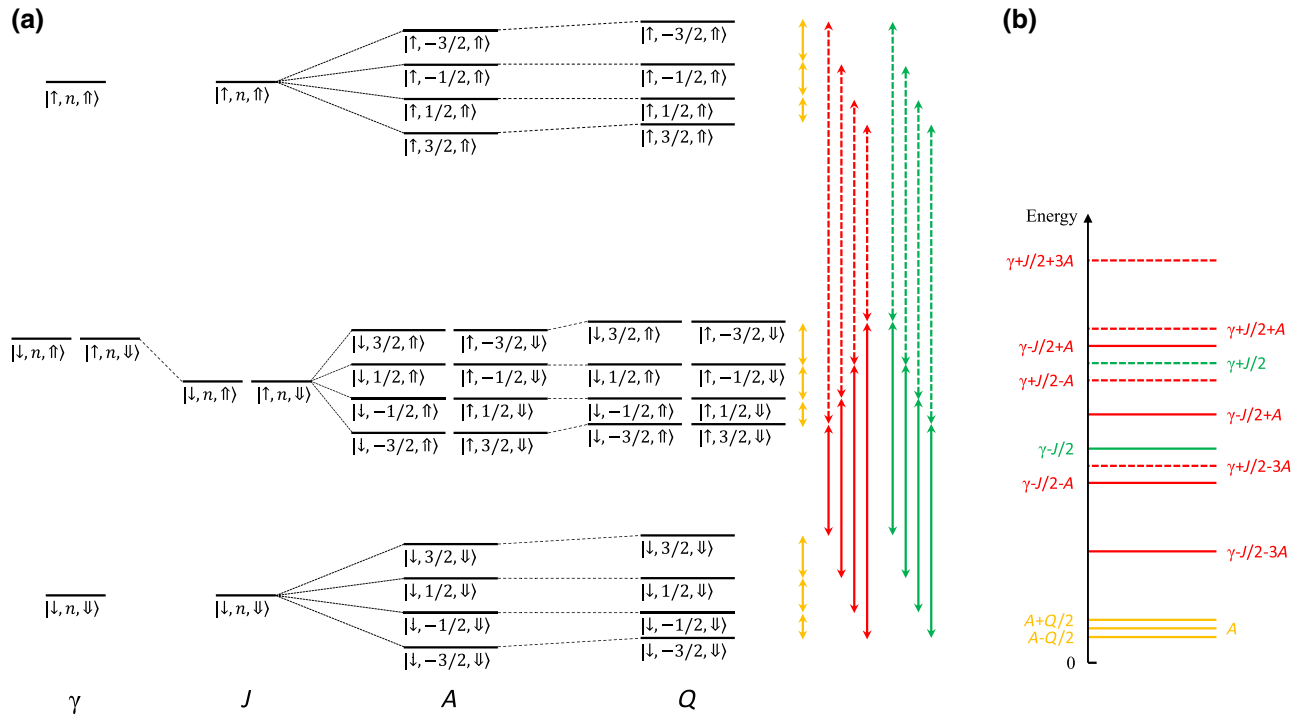 (a)
(b)
|↑, n, ⇑⟩
|↑, n, ⇑⟩
|↑, −3/2, ⇑⟩
|↑, −3/2, ⇑⟩
|↑, −1/2, ⇑⟩
|↑, −1/2, ⇑⟩
|↑, 1/2, ⇑⟩
|↑, 1/2, ⇑⟩
|↑, 3/2, ⇑⟩
|↑, 3/2, ⇑⟩
|↓, n, ⇑⟩ |↑, n, ⇓⟩
|↓, n, ⇑⟩ |↑, n, ⇓⟩
|↓, 3/2, ⇑⟩ |↑, −3/2, ⇓⟩
|↓, 3/2, ⇑⟩ |↑, −3/2, ⇓⟩
|↓, 1/2, ⇑⟩ |↑, −1/2, ⇓⟩
|↓, 1/2, ⇑⟩ |↑, −1/2, ⇓⟩
|↓, −1/2, ⇑⟩ |↑, 1/2, ⇓⟩
|↓, −1/2, ⇑⟩ |↑, 1/2, ⇓⟩
|↓, −3/2, ⇑⟩ |↑, 3/2, ⇓⟩
|↓, −3/2, ⇑⟩ |↑, 3/2, ⇓⟩
|↓, n, ⇓⟩
|↓, n, ⇓⟩
|↓, 3/2, ⇓⟩
|↓, 3/2, ⇓⟩
|↓, 1/2, ⇓⟩
|↓, 1/2, ⇓⟩
|↓, −1/2, ⇓⟩
|↓, −1/2, ⇓⟩
|↓, −3/2, ⇓⟩
|↓, −3/2, ⇓⟩
γ
J
A
Q
Energy
γ+J/2+3A
γ+J/2+A
γ-J/2+A
γ+J/2
γ+J/2-A
γ-J/2+A
γ-J/2
γ+J/2-3A
γ-J/2-A
γ-J/2-3A
A+Q/2
A
A-Q/2
0